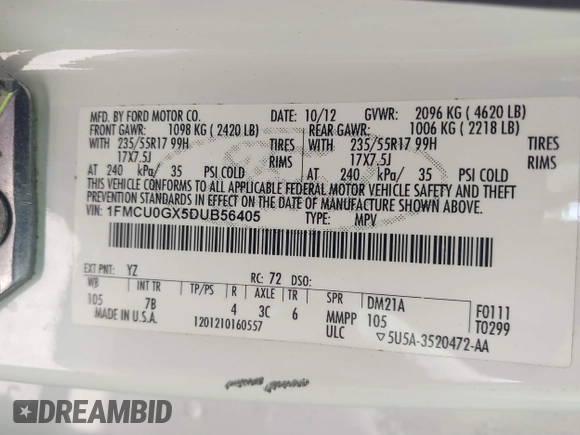 MFD. BY FORD MOTOR CO.
DATE: 10/12 GVWR: 2096 KG ( 4620 LB)
FRONT GAWR: 1098 KG ( 2420 LB) REAR GAWR: 1006 KG ( 2218 LB)
WITH 235/55R17 99H TIRES WITH 235/55R17 99H TIRES
17X7.5J RIMS 17X7.5J RIMS
AT 240 kPa/ 35 PSI COLD AT 240 kPa/ 35 PSI COLD
THIS VEHICLE CONFORMS TO ALL APPLICABLE FEDERAL MOTOR VEHICLE SAFETY AND THEFT
PREVENTION STANDARDS IN EFFECT ON THE DATE OF MANUFACTURE SHOWN ABOVE.
VIN: 1FMCU0GX5DUB56405 TYPE: MPV
EXT PNT: YZ RC: 72 DSO:
WB INT TR TP/PS R AXLE TR SPR DM21A F0111
105 7B 4 3C 6 MMPP 105 T0299
MADE IN U.S.A. 1201210160557 ULC ▽5U5A-3520472-AA
DREAMBID